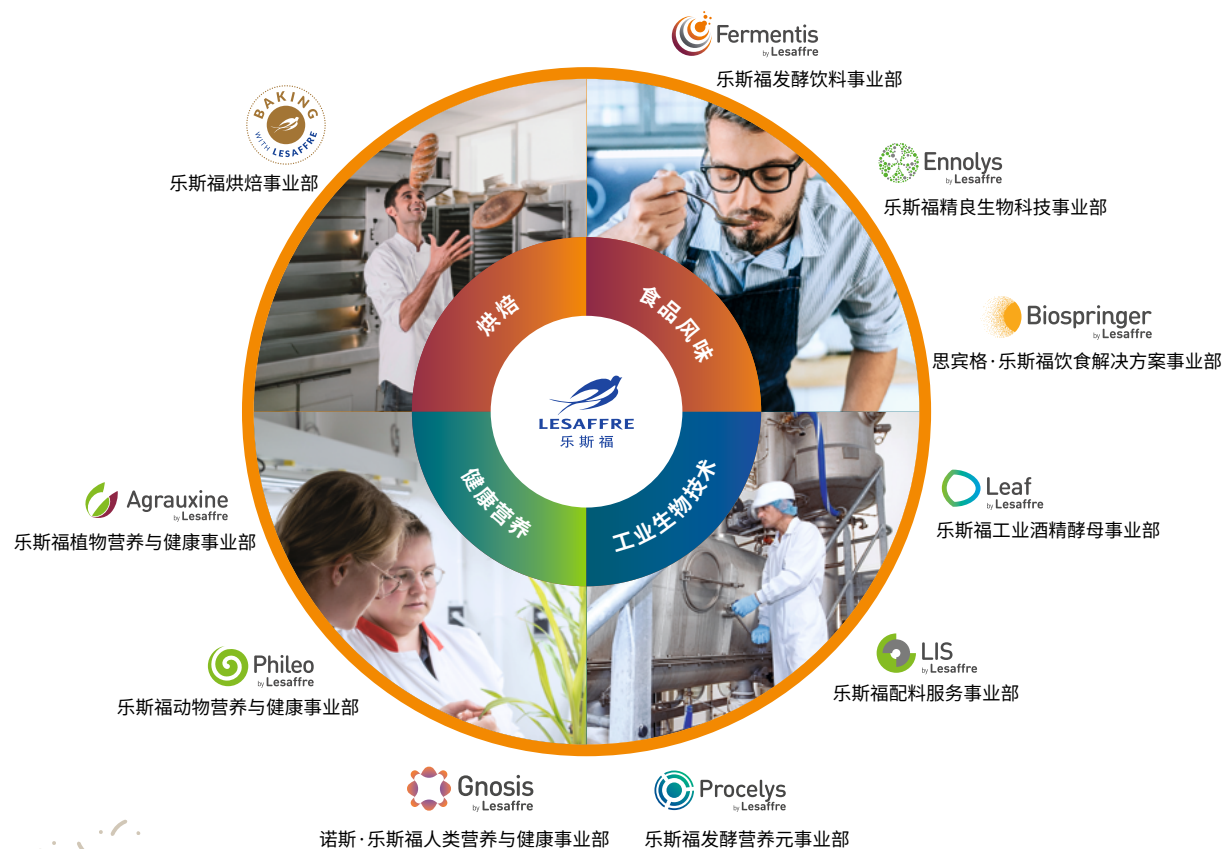 Fermentis
by Lesaffre
乐斯福发酵饮料事业部
BAKING
WITH LESAFFRE
乐斯福烘焙事业部
Ennolys
by Lesaffre
乐斯福精良生物科技事业部
烘焙
食品风味
Biospringer
by Lesaffre
思宾格·乐斯福饮食解决方案事业部
LESAFFRE
乐斯福
健康营养
工业生物技术
Agrauxine
by Lesaffre
乐斯福植物营养与健康事业部
Leaf
by Lesaffre
乐斯福工业酒精酵母事业部
Phileo
by Lesaffre
乐斯福动物营养与健康事业部
LIS
by Lesaffre
乐斯福配料服务事业部
Gnosis
by Lesaffre
诺斯·乐斯福人类营养与健康事业部
Procelys
by Lesaffre
乐斯福发酵营养元事业部